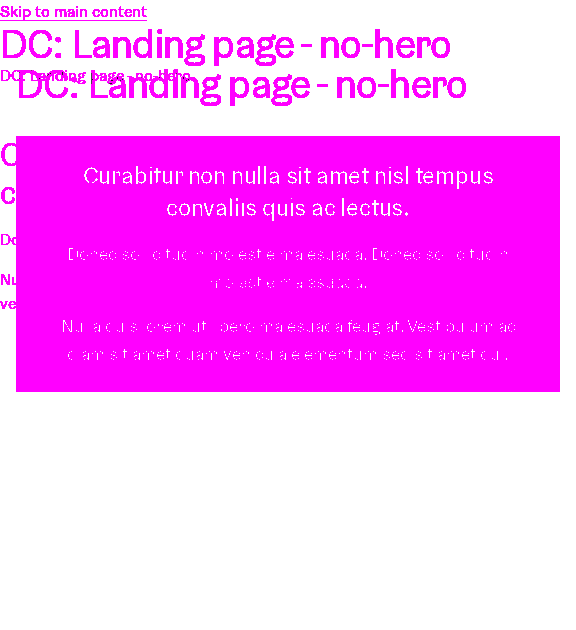 Skip to main content
DC: Landing page - no-hero
DC: Landing page - no-hero
DC: Landing page - no-hero
Curabitur non nulla sit amet nisl tempus
convallis quis ac lectus.
Donec sollicitudin molestie malesuada. Donec sollicitudin
molestie malesuada.
Nulla quis lorem ut libero malesuada feugiat. Vestibulum ac
diam sit amet quam vehicula elementum sed sit amet dui.